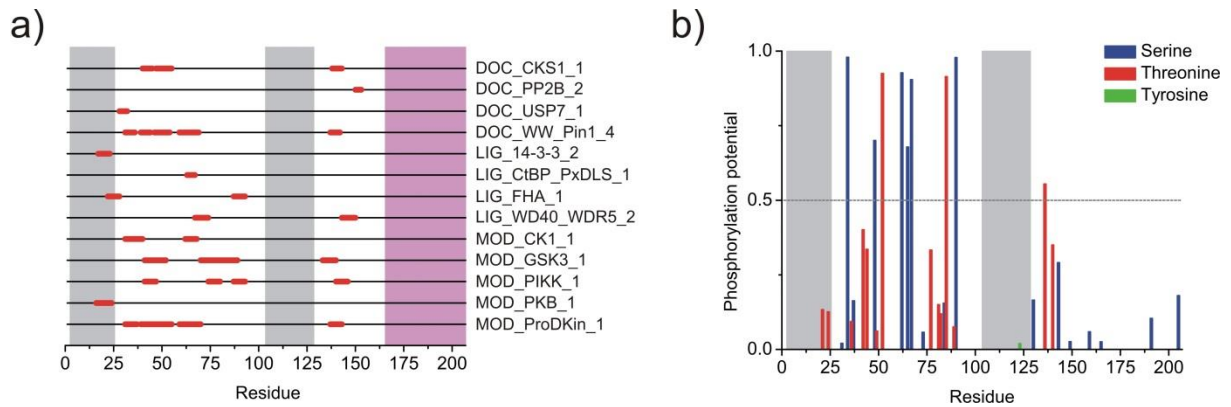 a)
DOC_CKS1_1
DOC_PP2B_2
DOC_USP7_1
DOC_WW_Pin1_4
LIG_14-3-3_2
LIG_CtBP_PxDLS_1
LIG_FHA_1
LIG_WD40_WDR5_2
MOD_CK1_1
MOD_GSK3_1
MOD_PIKK_1
MOD_PKB_1
MOD_ProDKin_1
0 25 50 75 100 125 150 175 200
Residue
b)
Serine
Threonine
Tyrosine
Phosphorylation potential
1.0
0.5
0.0
0 25 50 75 100 125 150 175 200
Residue